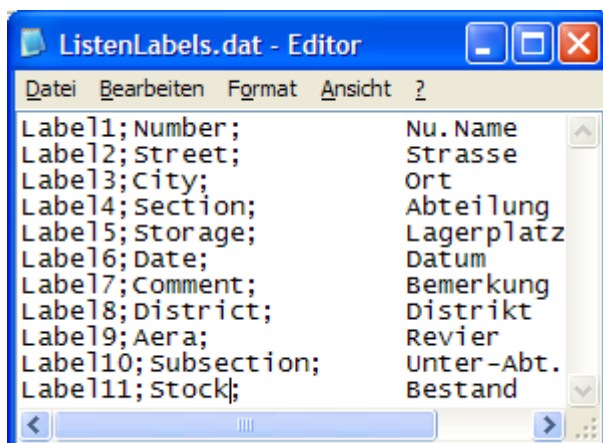 ListenLabels.dat - Editor
Datei Bearbeiten Format Ansicht ?
Label1;Number; Nu.Name
Label2;Street; Strasse
Label3;City; Ort
Label4;Section; Abteilung
Label5;Storage; Lagerplatz
Label6;Date; Datum
Label7;Comment; Bemerkung
Label8;District; Distrikt
Label9;Aera; Revier
Label10;Subsection; Unter-Abt.
Label11;Stock; Bestand